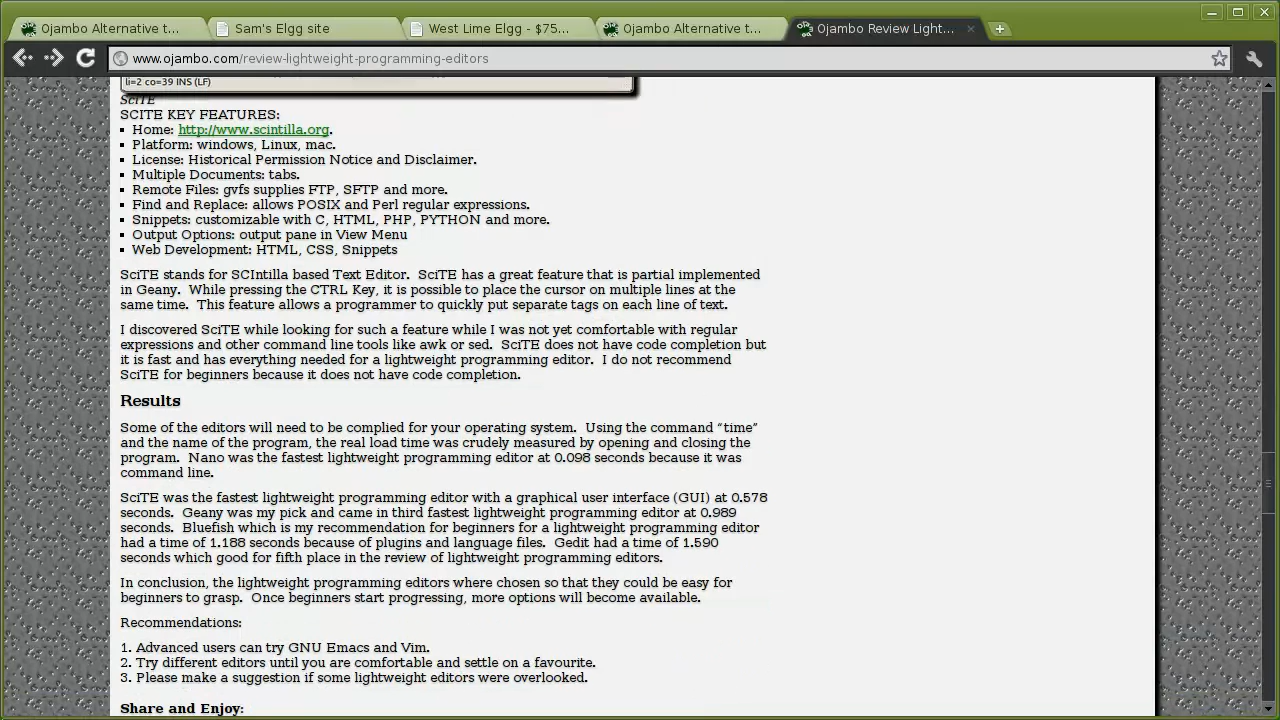 Ojambo Alternative t...
Sam's Elgg site
West Lime Elgg - $75...
Ojambo Alternative t...
Ojambo Review Light...
www.ojambo.com/review-lightweight-programming-editors
li=2 co=39 INS (LF)
SciTE
SCITE KEY FEATURES:
Home: http://www.scintilla.org.
Platform: windows, Linux, mac.
License: Historical Permission Notice and Disclaimer.
Multiple Documents: tabs.
Remote Files: gvfs supplies FTP, SFTP and more.
Find and Replace: allows POSIX and Perl regular expressions.
Snippets: customizable with C, HTML, PHP, PYTHON and more.
Output Options: output pane in View Menu
Web Development: HTML, CSS, Snippets
SciTE stands for SCIntilla based Text Editor.  SciTE has a great feature that is partial implemented
in Geany.  While pressing the CTRL Key, it is possible to place the cursor on multiple lines at the
same time.  This feature allows a programmer to quickly put separate tags on each line of text.
I discovered SciTE while looking for such a feature while I was not yet comfortable with regular
expressions and other command line tools like awk or sed.  SciTE does not have code completion but
it is fast and has everything needed for a lightweight programming editor.  I do not recommend
SciTE for beginners because it does not have code completion.
Results
Some of the editors will need to be complied for your operating system.  Using the command “time”
and the name of the program, the real load time was crudely measured by opening and closing the
program.  Nano was the fastest lightweight programming editor at 0.098 seconds because it was
command line.
SciTE was the fastest lightweight programming editor with a graphical user interface (GUI) at 0.578
seconds.  Geany was my pick and came in third fastest lightweight programming editor at 0.989
seconds.  Bluefish which is my recommendation for beginners for a lightweight programming editor
had a time of 1.188 seconds because of plugins and language files.  Gedit had a time of 1.590
seconds which good for fifth place in the review of lightweight programming editors.
In conclusion, the lightweight programming editors where chosen so that they could be easy for
beginners to grasp.  Once beginners start progressing, more options will become available.
Recommendations:
1. Advanced users can try GNU Emacs and Vim.
2. Try different editors until you are comfortable and settle on a favourite.
3. Please make a suggestion if some lightweight editors were overlooked.
Share and Enjoy: